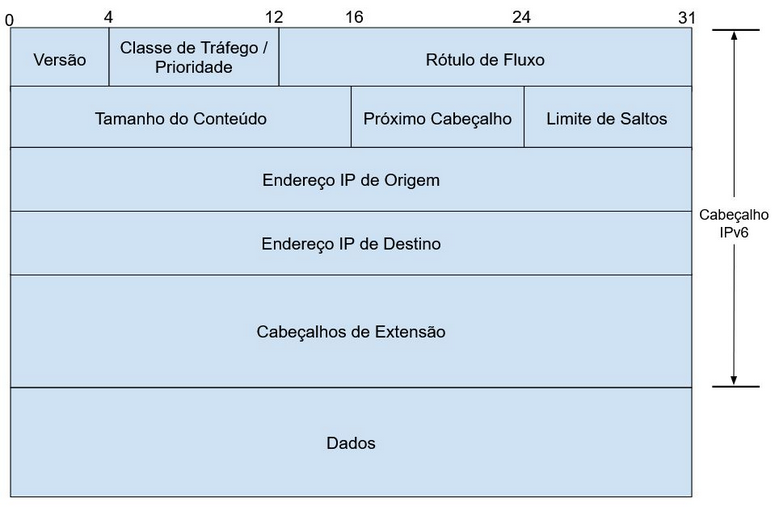 0 4 12 16 24 31
Versão
Classe de Tráfego /
Prioridade
Rótulo de Fluxo
Tamanho do Conteúdo
Próximo Cabeçalho
Limite de Saltos
Endereço IP de Origem
Endereço IP de Destino
Cabeçalhos de Extensão
Dados
Cabeçalho
IPv6